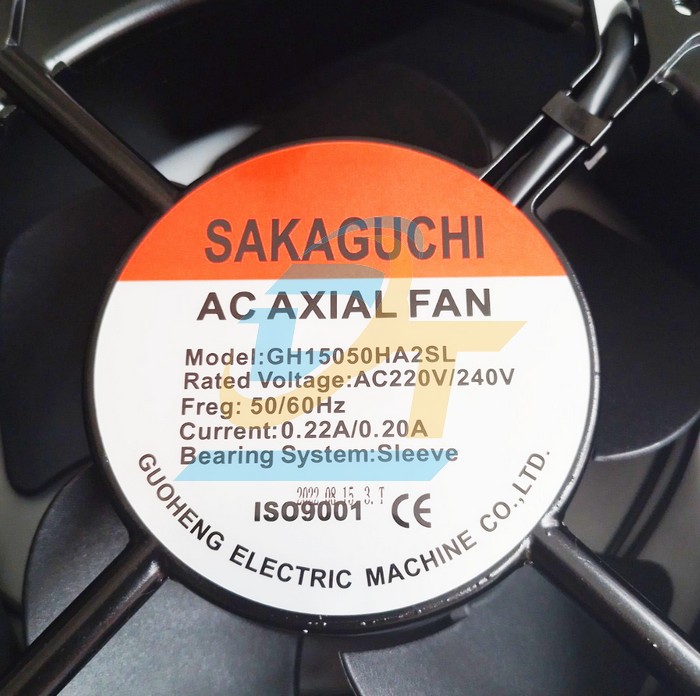 SAKAGUCHI
AC AXIAL FAN
Model:GH15050HA2SL
Rated Voltage:AC220V/240V
Freg: 50/60Hz
Current:0.22A/0.20A
Bearing System:Sleeve
2022.08.15 3.T
ISO9001 CE
GUOHENG ELECTRIC MACHINE CO.,LTD.